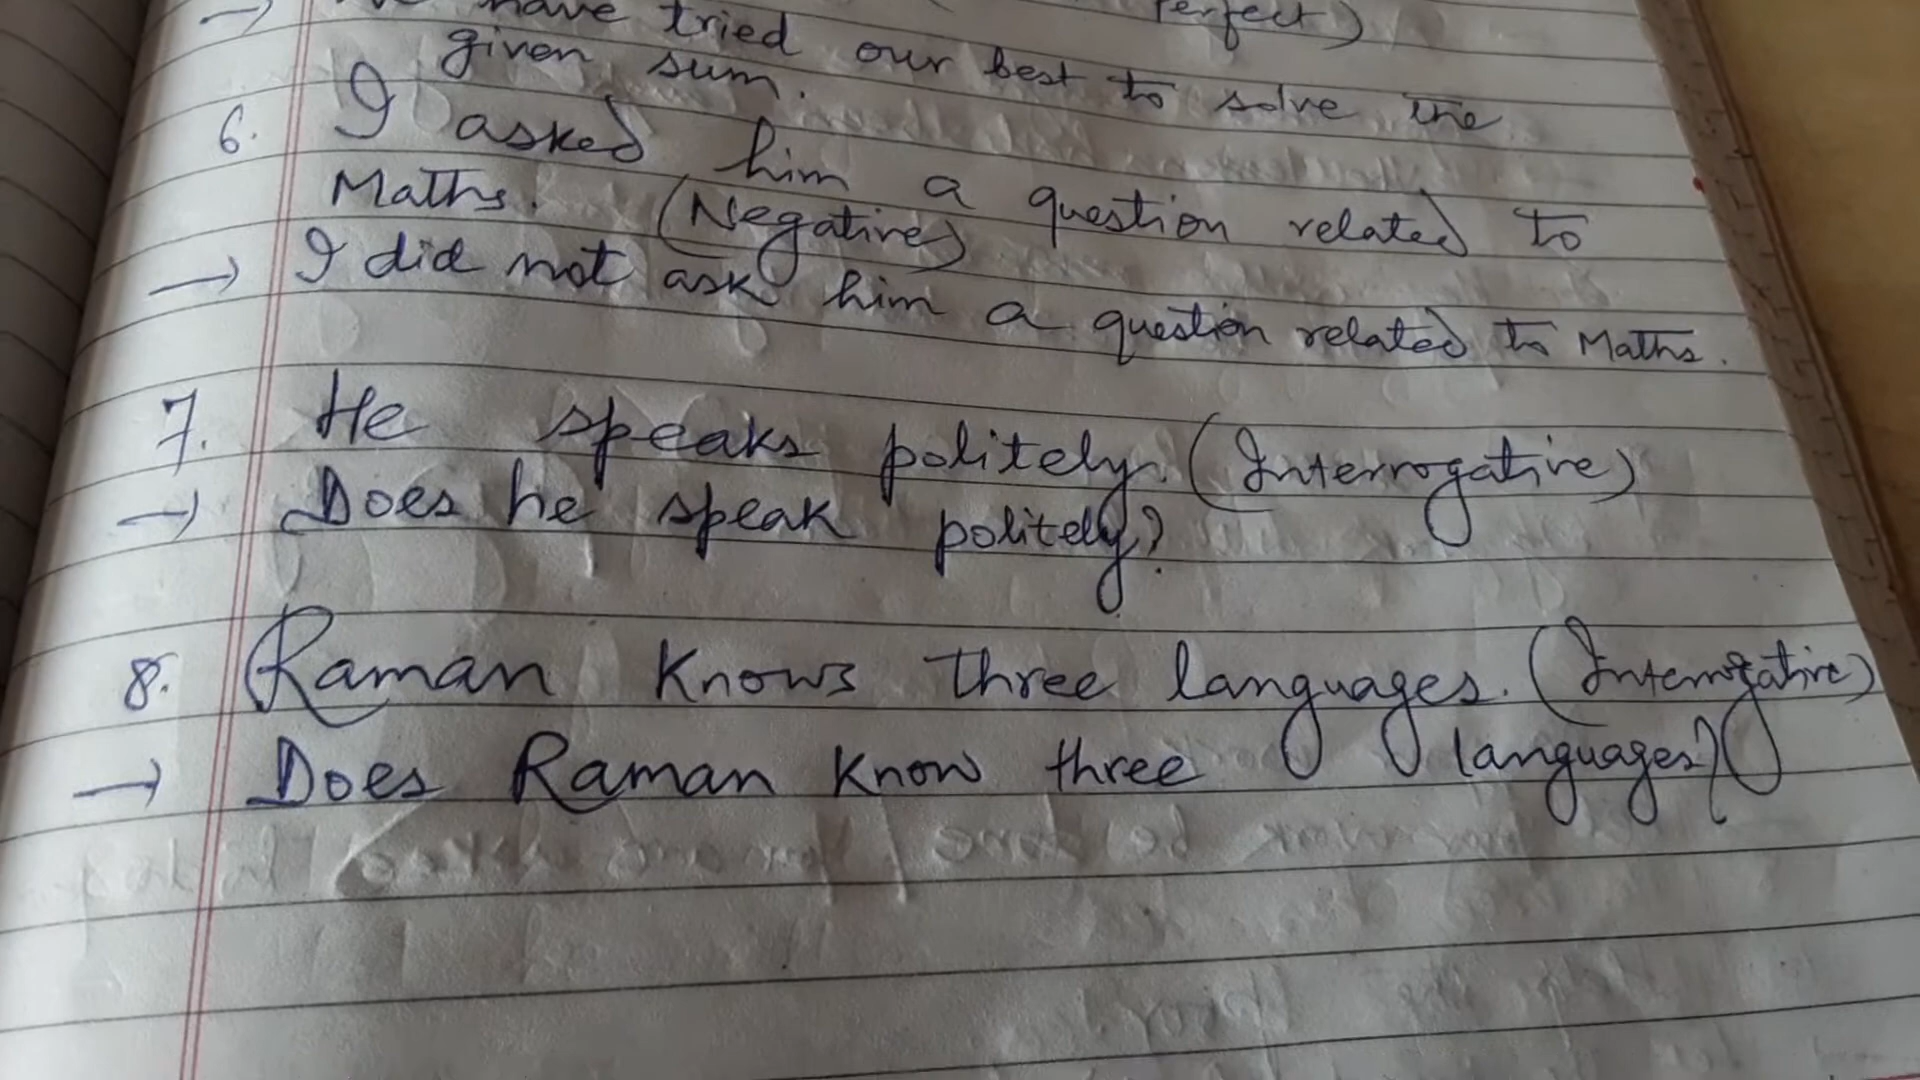 → have tried our best to solve the
Perfect)
given sum.
6. I asked him a question related to
Maths. (Negative)
→ I did not ask him a question related to Maths.
7. He speaks politely. (Interrogative)
→ Does he speak politely?
8. Raman knows three languages. (Interrogative)
→ Does Raman know three languages?